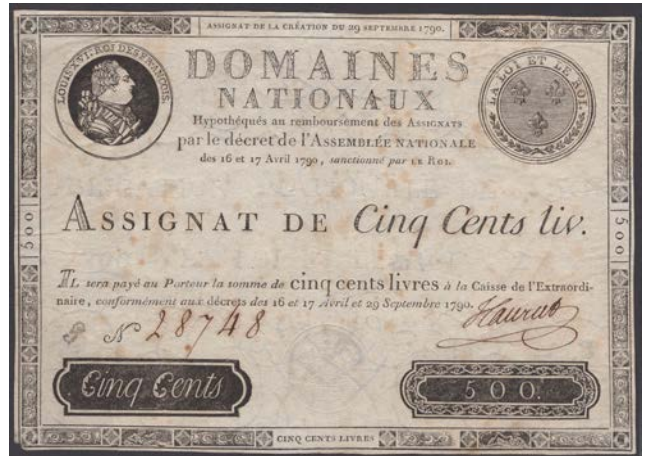 ASSIGNAT DE LA CRÉATION DU 29 SEPTEMBRE 1790.
LOUIS XVI. ROI DES FRANÇOIS.
LA LOI ET LE ROI.
DOMAINES
NATIONAUX
Hypothéqués au remboursement des ASSIGNATS
par le décret de l'ASSEMBLÉE NATIONALE
des 16 et 17 Avril 1790, sanctionné par LE ROI.
500
ASSIGNAT DE Cinq Cents liv.
500
IL sera payé au Porteur la somme de cinq cents livres à la Caisse de l'Extraordi-
naire, conformément aux décrets des 16 et 17 Avril et 29 Septembre 1790.
N 28748
Cinq Cents
500.
CINQ CENTS LIVRES